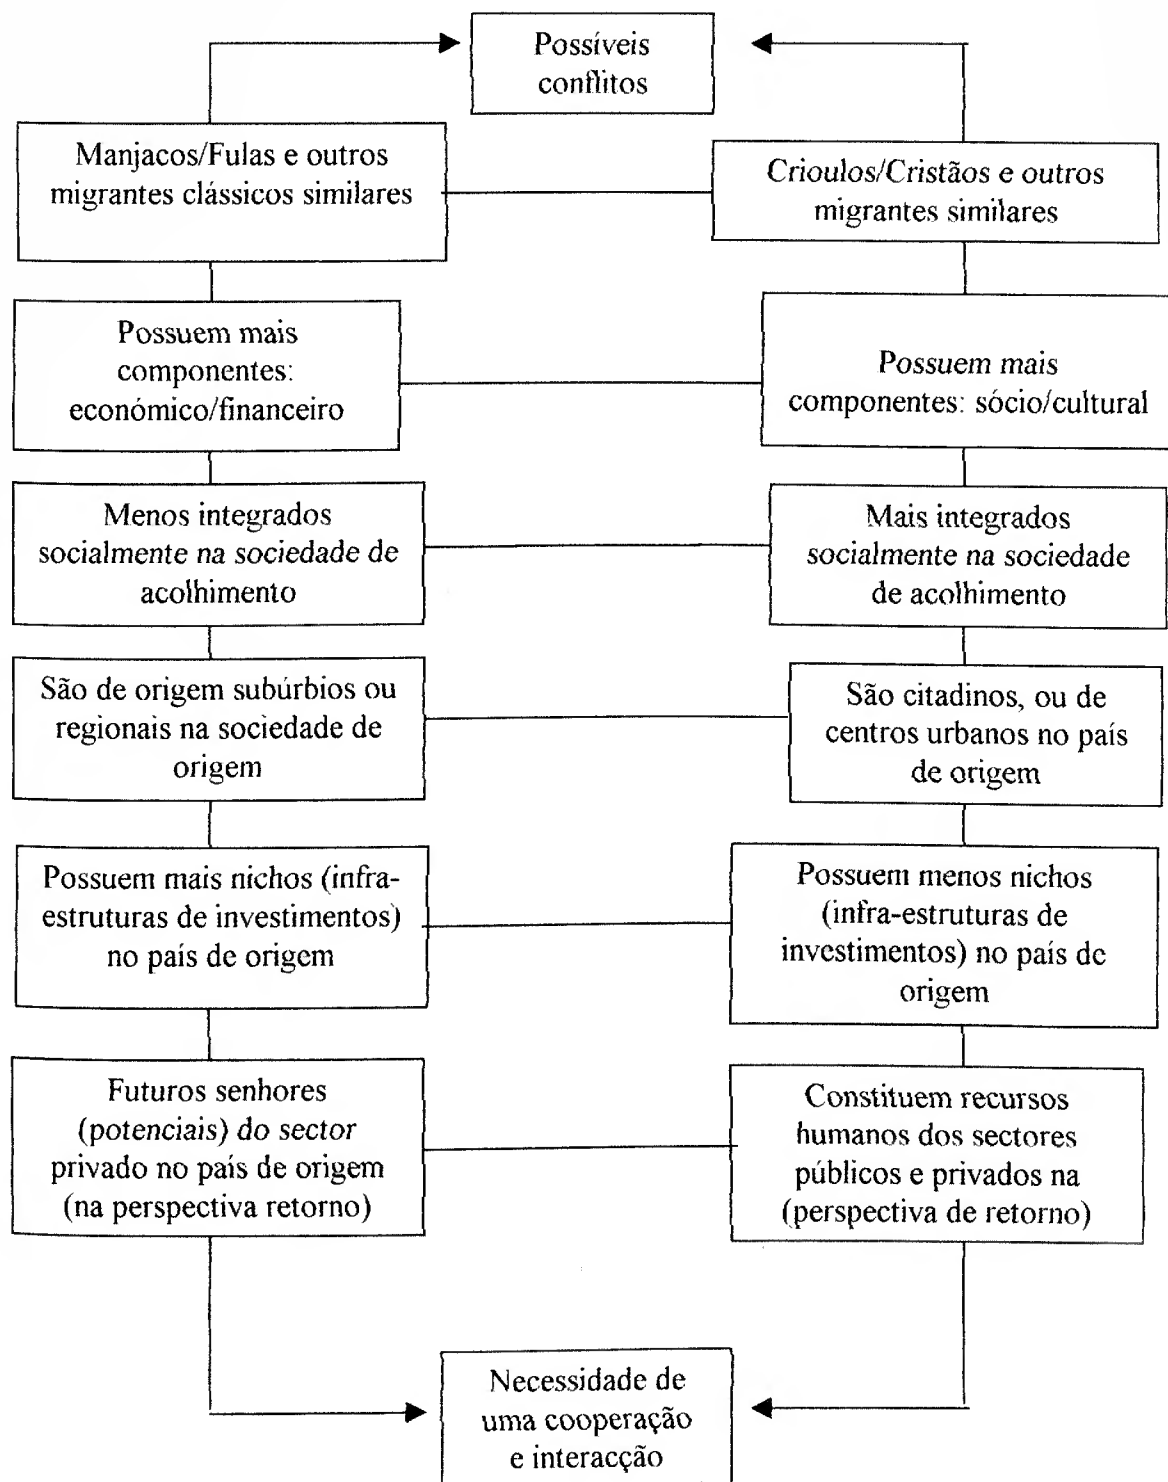 Possíveis
conflitos
Manjacos/Fulas e outros
migrantes clássicos similares
Crioulos/Cristãos e outros
migrantes similares
Possuem mais
componentes:
económico/financeiro
Possuem mais
componentes: sócio/cultural
Menos integrados
socialmente na sociedade de
acolhimento
Mais integrados
socialmente na sociedade
de acolhimento
São de origem subúrbios ou
regionais na sociedade de
origem
São citadinos, ou de
centros urbanos no país
de origem
Possuem mais nichos (infra-
estruturas de investimentos)
no país de origem
Possuem menos nichos
(infra-estruturas de
investimentos) no país de
origem
Futuros senhores
(potenciais) do sector
privado no país de origem
(na perspectiva retorno)
Constituem recursos
humanos dos sectores
públicos e privados na
(perspectiva de retorno)
Necessidade de
uma cooperação
e interacção